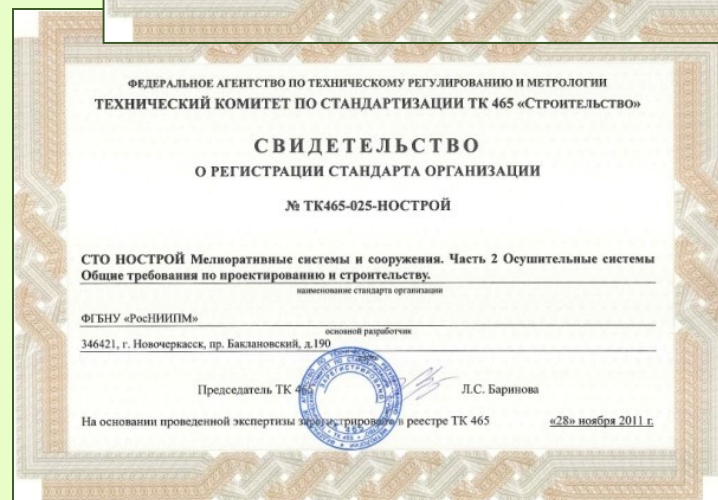 ФЕДЕРАЛЬНОЕ АГЕНТСТВО ПО ТЕХНИЧЕСКОМУ РЕГУЛИРОВАНИЮ И МЕТРОЛОГИИ
ТЕХНИЧЕСКИЙ КОМИТЕТ ПО СТАНДАРТИЗАЦИИ ТК 465 «СТРОИТЕЛЬСТВО»
СВИДЕТЕЛЬСТВО
О РЕГИСТРАЦИИ СТАНДАРТА ОРГАНИЗАЦИИ
№ ТК465-025-НОСТРОЙ
СТО НОСТРОЙ Мелиоративные системы и сооружения. Часть 2 Осушительные системы
Общие требования по проектированию и строительству.
наименование стандарта организации
ФГБНУ «РосНИИПМ»
основной разработчик
346421, г. Новочеркасск, пр. Баклановский, д.190
адрес
Председатель ТК 465 Л.С. Баринова
ЗАРЕГИСТРИРОВАНО
На основании проведенной экспертизы зарегистрировано в реестре ТК 465 «28» ноября 2011 г.